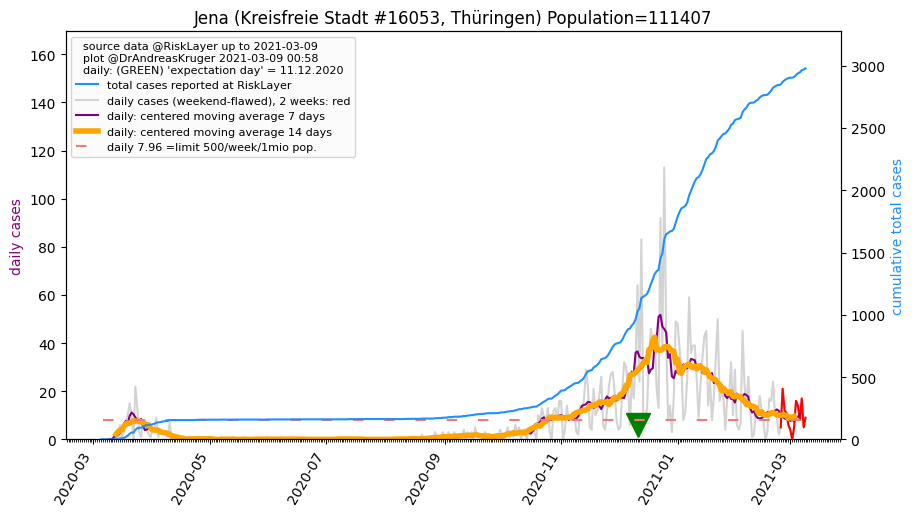 Jena (Kreisfreie Stadt #16053, Thüringen) Population=111407
source data @RiskLayer up to 2021-03-09
plot @DrAndreasKruger 2021-03-09 00:58
daily: (GREEN) 'expectation day' = 11.12.2020
total cases reported at RiskLayer
daily cases (weekend-flawed), 2 weeks: red
daily: centered moving average 7 days
daily: centered moving average 14 days
daily 7.96 =limit 500/week/1mio pop.
daily cases
160
140
120
100
80
60
40
20
0
3000
2500
2000
1500
1000
500
0
cumulative total cases
2020-03
2020-05
2020-07
2020-09
2020-11
2021-01
2021-03